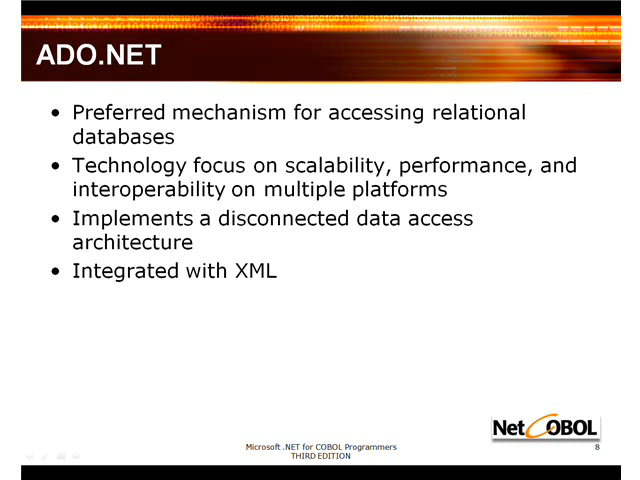 ADO.NET
• Preferred mechanism for accessing relational
databases
• Technology focus on scalability, performance, and
interoperability on multiple platforms
• Implements a disconnected data access
architecture
• Integrated with XML
NetCOBOL
Microsoft .NET for COBOL Programmers
THIRD EDITION
8